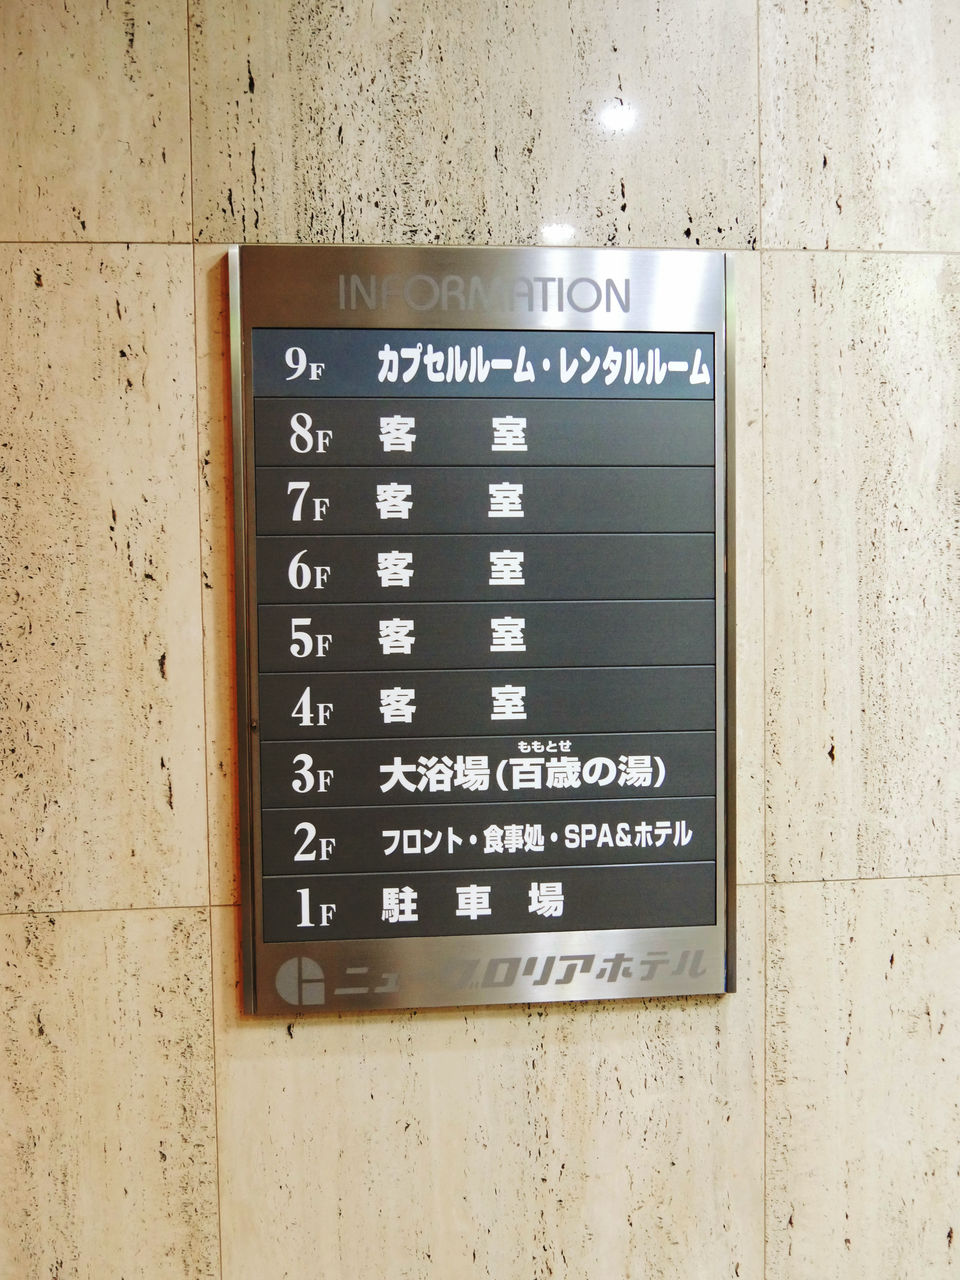 INFORMATION
9F カプセルルーム・レンタルルーム
8F 客室
7F 客室
6F 客室
5F 客室
4F 客室
ももとせ
3F 大浴場(百歳の湯)
2F フロント・食事処・SPA&ホテル
1F 駐車場
ニューグロリアホテル